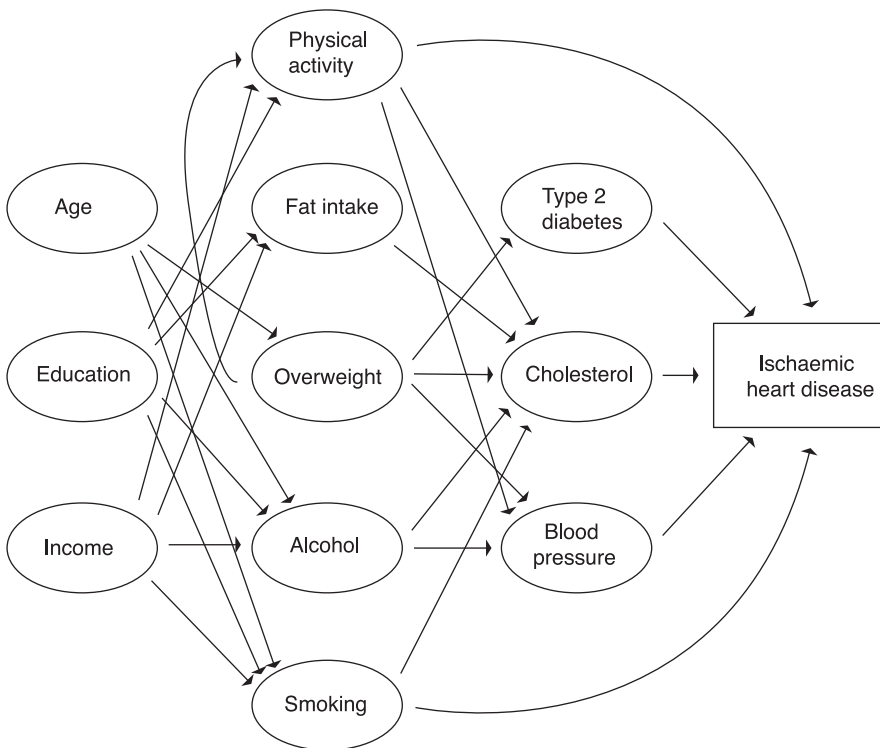 Physical
activity
Age
Fat intake
Type 2
diabetes
Education
Overweight
Cholesterol
Ischaemic
heart disease
Income
Alcohol
Blood
pressure
Smoking